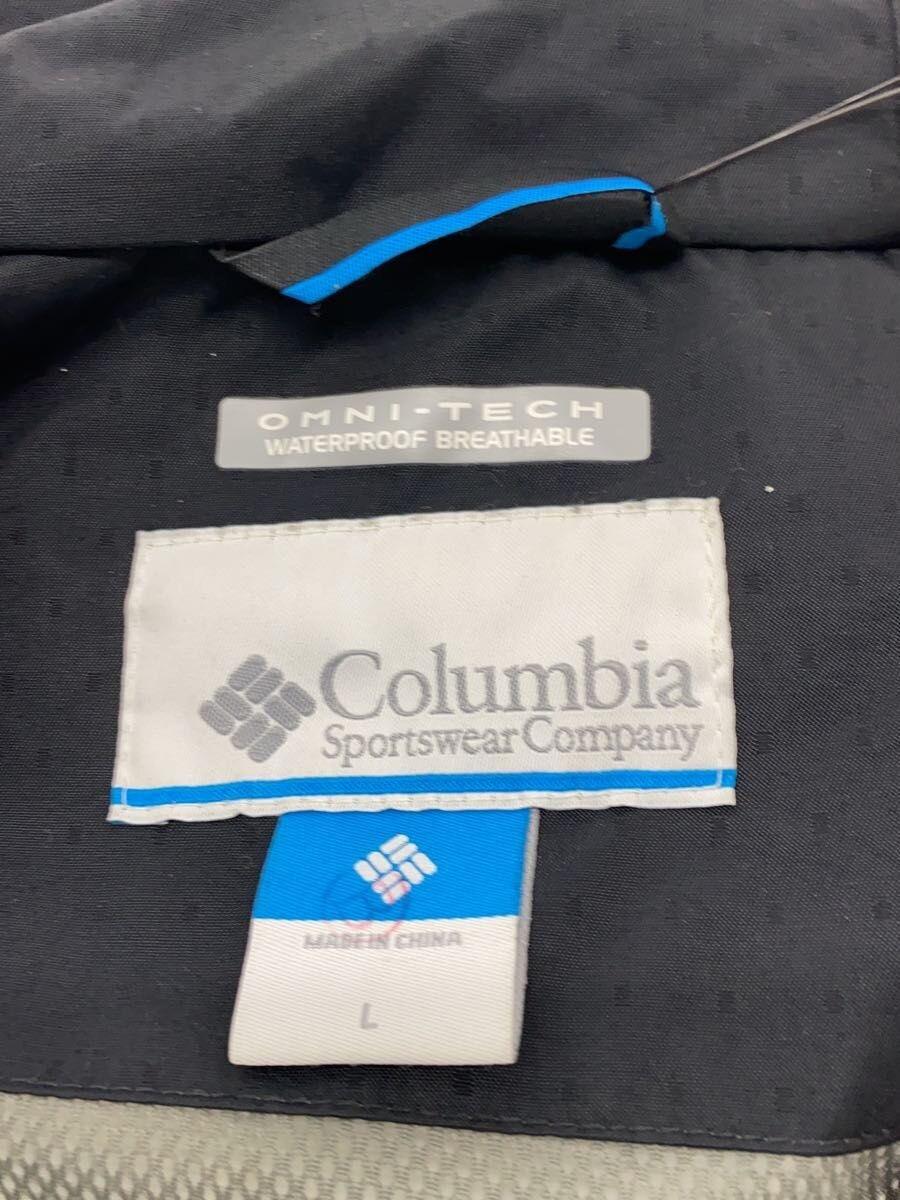 OMNI-TECH
WATERPROOF BREATHABLE
Columbia
Sportswear Company
MADE IN CHINA
L